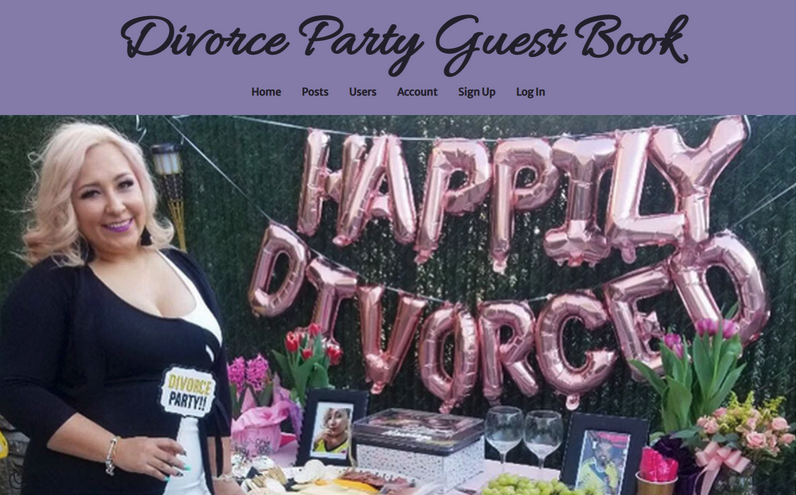 Divorce Party Guest Book
Home Posts Users Account Sign Up Log In
HAPPILY
DIVORCED
DIVORCE
PARTY!!